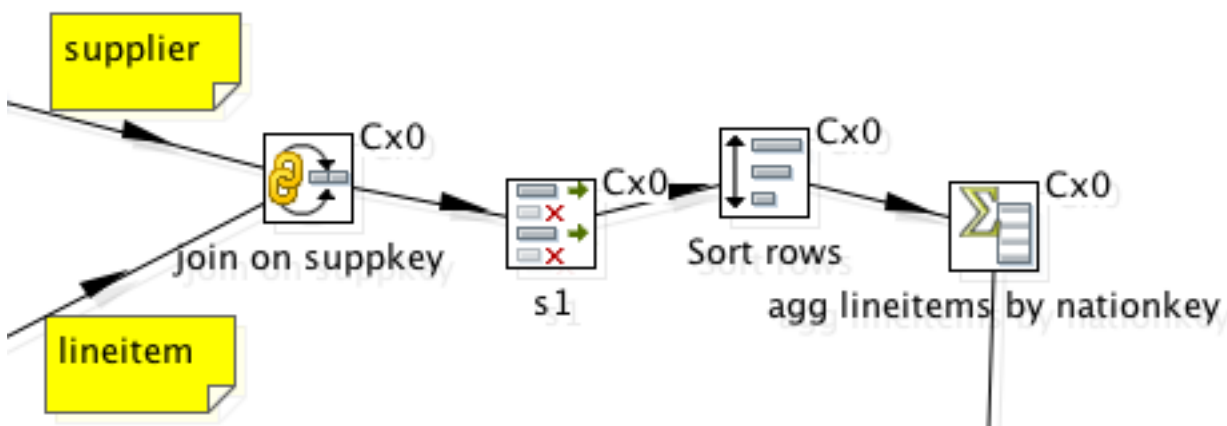 supplier
Cx0
join on suppkey
lineitem
Cx0
s1
Cx0
Sort rows
Cx0
agg lineitems by nationkey